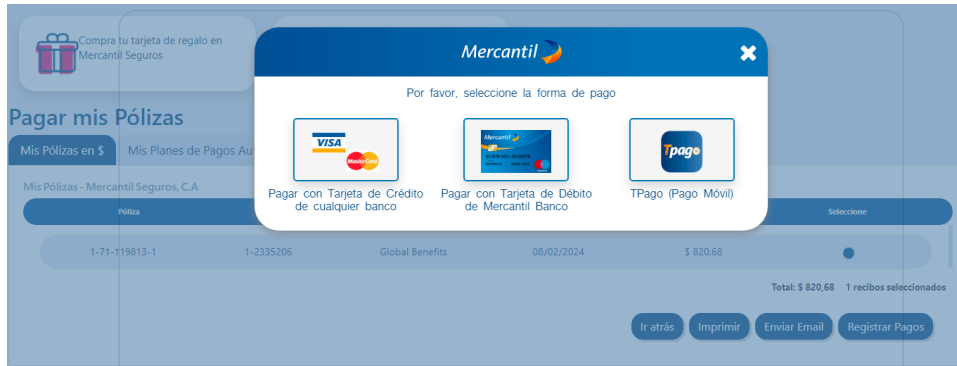 Compra tu tarjeta de regalo en
Mercantil Seguros
Mercantil
Por favor, seleccione la forma de pago
VISA
MasterCard
Mercantil
Tpago
Pagar con Tarjeta de Crédito
de cualquier banco
Pagar con Tarjeta de Débito
de Mercantil Banco
TPago (Pago Móvil)
Pagar mis Pólizas
Mis Pólizas en $
Mis Planes de Pagos Au
Mis Pólizas - Mercantil Seguros, C.A
Póliza
Seleccione
1-71-119813-1 1-2335206 Global Benefits 08/02/2024 $ 820,68
Total: $ 820,68 1 recibos seleccionados
Ir atrás Imprimir Enviar Email Registrar Pagos